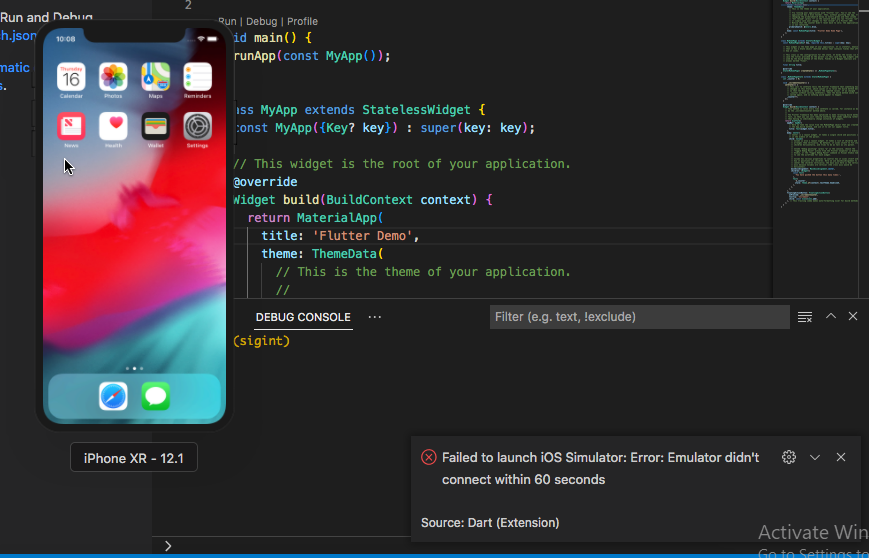 2
Run and Debug
Run | Debug | Profile
ch.json
id main() {
runApp(const MyApp());
matic
s.
ass MyApp extends StatelessWidget {
const MyApp({Key? key}) : super(key: key);
// This widget is the root of your application.
@override
Widget build(BuildContext context) {
return MaterialApp(
title: 'Flutter Demo',
theme: ThemeData(
// This is the theme of your application.
//
10:08
Thursday
16
Calendar
Photos
Maps
Reminders
News
Health
Wallet
Settings
iPhone XR - 12.1
DEBUG CONSOLE
...
Filter (e.g. text, !exclude)
(sigint)
Failed to launch iOS Simulator: Error: Emulator didn't
connect within 60 seconds
Source: Dart (Extension)
Activate Win
Go to Settings to